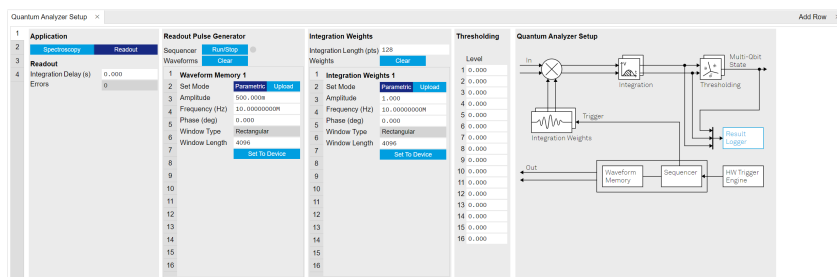 Quantum Analyzer Setup ×
Add Row
1
2
3
4
Application
Spectroscopy Readout
Readout
Integration Delay (s) 0.000
Errors 0
Readout Pulse Generator
Sequencer Run/Stop
Waveforms Clear
1
2
3
4
5
6
7
8
9
10
11
12
13
14
15
16
Waveform Memory 1
Set Mode Parametric Upload
Amplitude 500.000m
Frequency (Hz) 10.00000000M
Phase (deg) 0.000
Window Type Rectangular
Window Length 4096
Set To Device
Integration Weights
Integration Length (pts) 128
Weights Clear
1
2
3
4
5
6
7
8
9
10
11
12
13
14
15
16
Integration Weights 1
Set Mode Parametric Upload
Amplitude 1.000
Frequency (Hz) 10.00000000M
Phase (deg) 0.000
Window Type Rectangular
Window Length 4096
Set To Device
Thresholding
Level
1 0.000
2 0.000
3 0.000
4 0.000
5 0.000
6 0.000
7 0.000
8 0.000
9 0.000
10 0.000
11 0.000
12 0.000
13 0.000
14 0.000
15 0.000
16 0.000
Quantum Analyzer Setup
In
Integration
Thresholding
Multi-Qbit
State
Trigger
Integration Weights
Result
Logger
Out
Waveform
Memory
Sequencer
HW Trigger
Engine